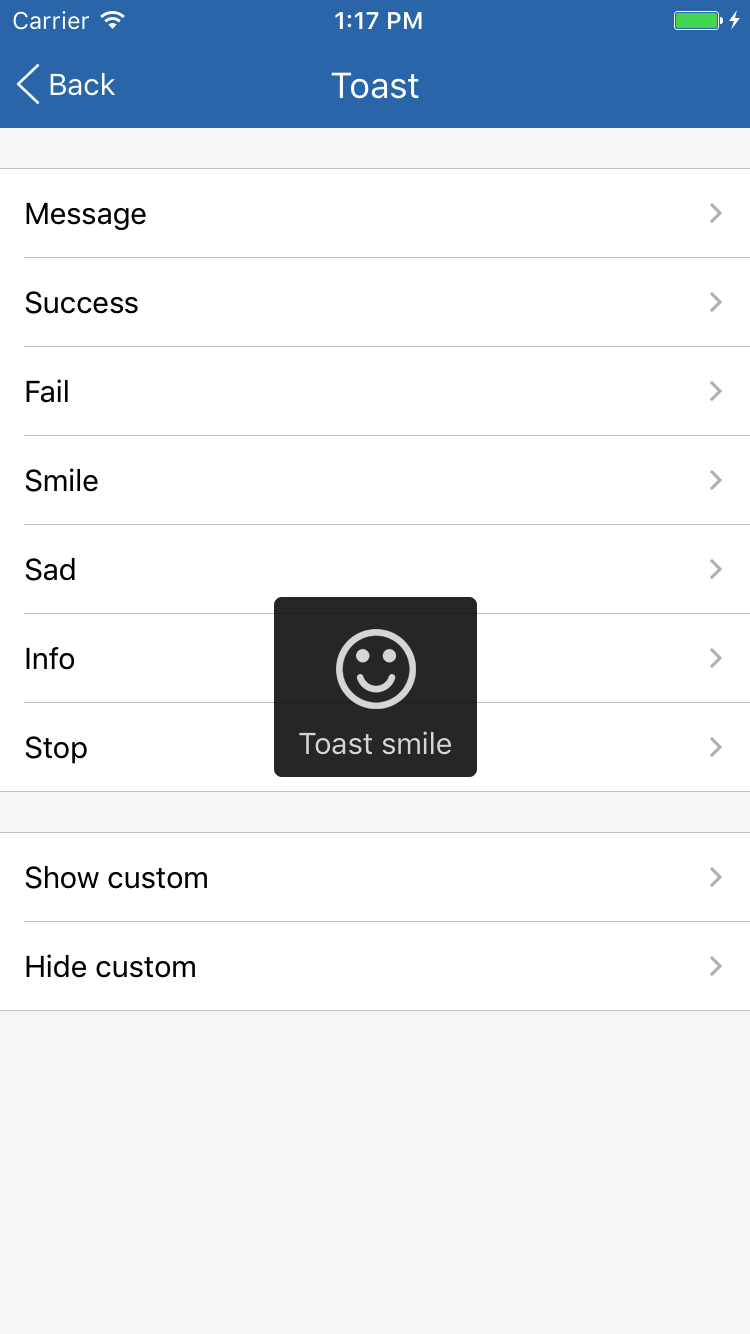 Carrier 1:17 PM
Back Toast
Message
Success
Fail
Smile
Sad
Info
Stop
Toast smile
Show custom
Hide custom